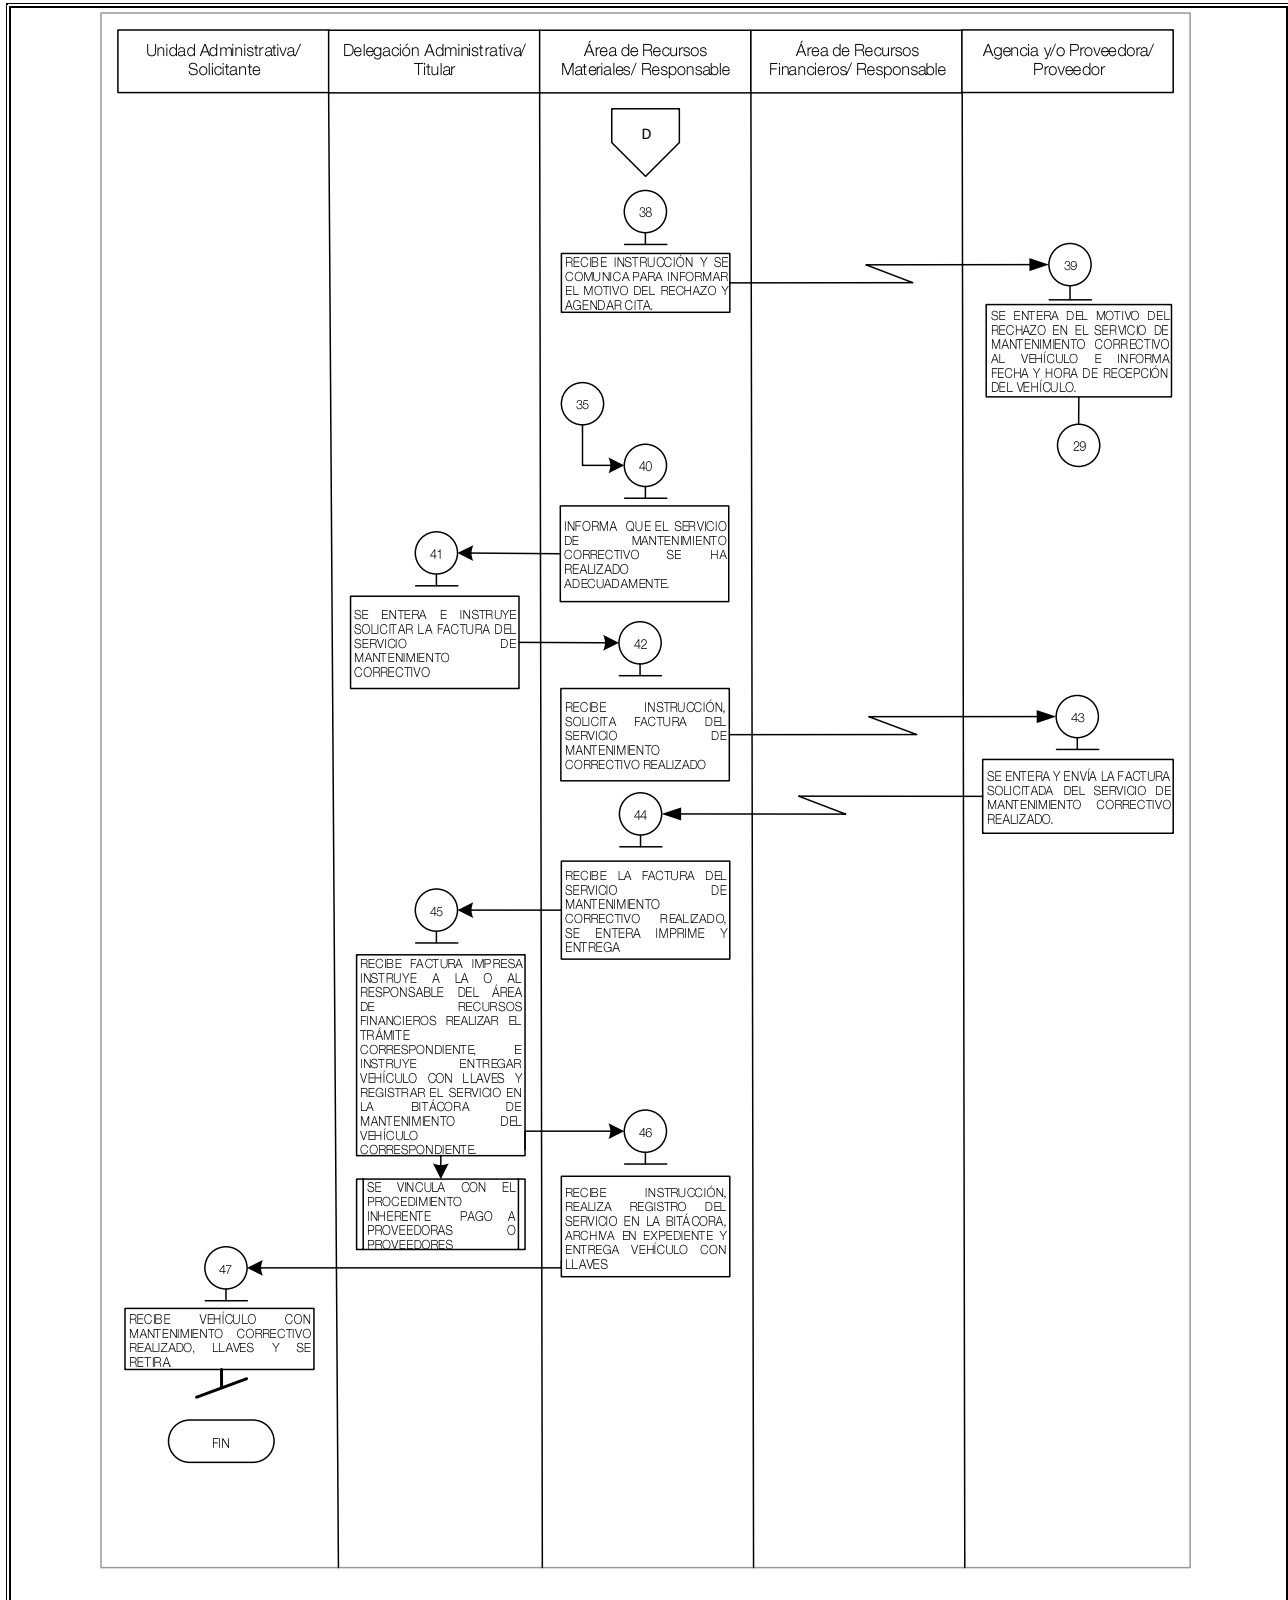 Unidad Administrativa/
Solicitante
Delegación Administrativa/
Titular
Área de Recursos
Materiales/ Responsable
Área de Recursos
Financieros/ Responsable
Agencia y/o Proveedora/
Proveedor
D
38
RECIBE INSTRUCCIÓN Y SE
COMUNICA PARA INFORMAR
EL MOTIVO DEL RECHAZO Y
AGENDAR CITA.
39
SE ENTERA DEL MOTIVO DEL
RECHAZO EN EL SERVICIO DE
MANTENIMIENTO CORRECTIVO
AL VEHÍCULO E INFORMA
FECHA Y HORA DE RECEPCIÓN
DEL VEHÍCULO.
29
35
40
INFORMA QUE EL SERVICIO
DE MANTENIMIENTO
CORRECTIVO SE HA
REALIZADO
ADECUADAMENTE.
41
SE ENTERA E INSTRUYE
SOLICITAR LA FACTURA DEL
SERVICIO DE
MANTENIMIENTO
CORRECTIVO
42
RECIBE INSTRUCCIÓN,
SOLICITA FACTURA DEL
SERVICIO DE
MANTENIMIENTO
CORRECTIVO REALIZADO
43
SE ENTERA Y ENVÍA LA FACTURA
SOLICITADA DEL SERVICIO DE
MANTENIMIENTO CORRECTIVO
REALIZADO.
44
RECIBE LA FACTURA DEL
SERVICIO DE
MANTENIMIENTO
CORRECTIVO REALIZADO,
SE ENTERA IMPRIME Y
ENTREGA
45
RECIBE FACTURA IMPRESA
INSTRUYE A LA O AL
RESPONSABLE DEL ÁREA
DE RECURSOS
FINANCIEROS REALIZAR EL
TRÁMITE
CORRESPONDIENTE, E
INSTRUYE ENTREGAR
VEHÍCULO CON LLAVES Y
REGISTRAR EL SERVICIO EN
LA BITÁCORA DE
MANTENIMIENTO DEL
VEHÍCULO
CORRESPONDIENTE.
SE VINCULA CON EL
PROCEDIMIENTO
INHERENTE PAGO A
PROVEEDORAS O
PROVEEDORES
46
RECIBE INSTRUCCIÓN,
REALIZA REGISTRO DEL
SERVICIO EN LA BITÁCORA,
ARCHIVA EN EXPEDIENTE Y
ENTREGA VEHÍCULO CON
LLAVES
47
RECIBE VEHÍCULO CON
MANTENIMIENTO CORRECTIVO
REALIZADO, LLAVES Y SE
RETIRA.
FIN